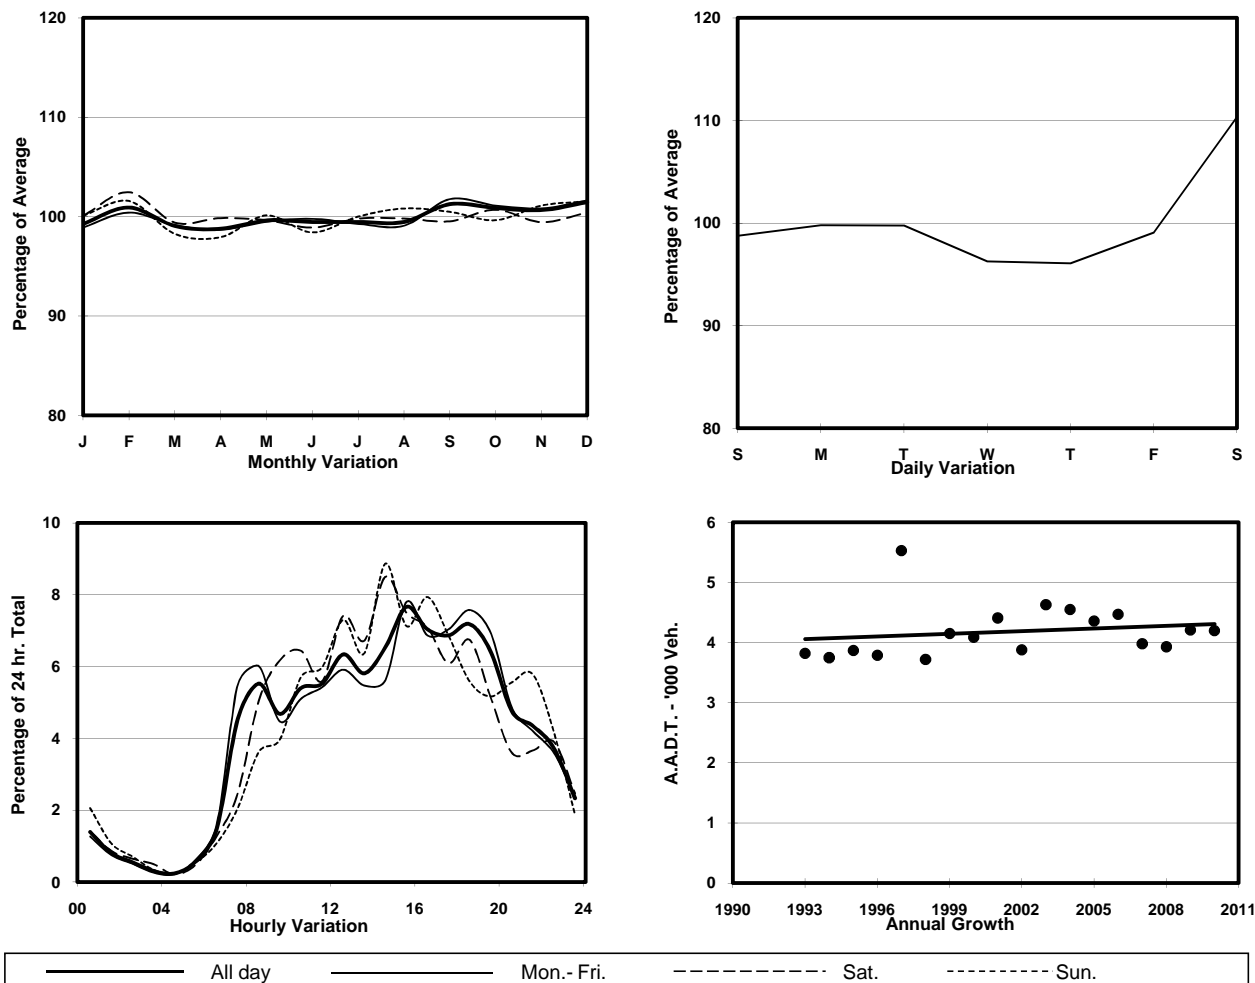 120
110
100
90
80
Percentage of Average
J F M A M J J A S O N D
Monthly Variation
120
110
100
90
80
Percentage of Average
S M T W T F S
Daily Variation
10
8
6
4
2
0
Percentage of 24 hr. Total
00 04 08 12 16 20 24
Hourly Variation
6
5
4
3
2
1
0
A.A.D.T. - '000 Veh.
1990 1993 1996 1999 2002 2005 2008 2011
Annual Growth
All day Mon.- Fri. Sat. Sun.